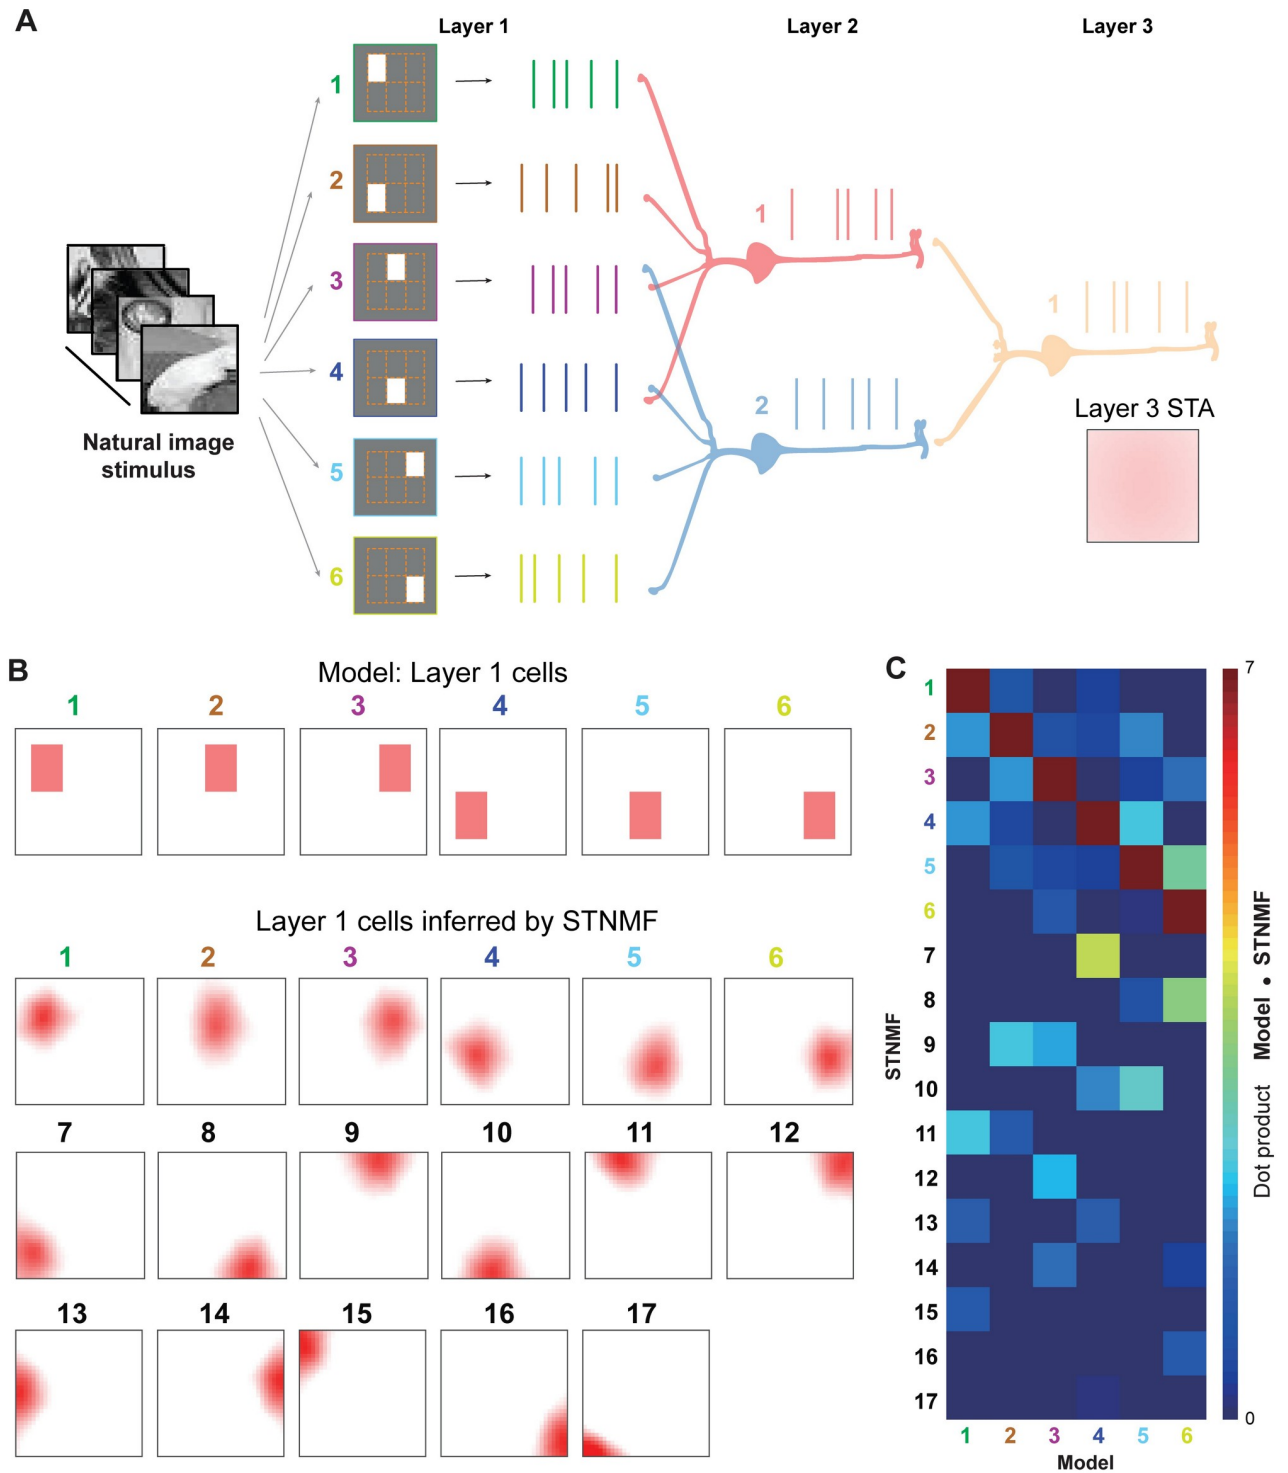 A
Layer 1
Layer 2
Layer 3
1
2
3
4
5
6
1
2
1
Natural image
stimulus
Layer 3 STA
B
Model: Layer 1 cells
1 2 3 4 5 6
Layer 1 cells inferred by STNMF
1 2 3 4 5 6
7 8 9 10 11 12
13 14 15 16 17
C
STNMF
1
2
3
4
5
6
7
8
9
10
11
12
13
14
15
16
17
1 2 3 4 5 6
Model
7
0
Dot product Model • STNMF